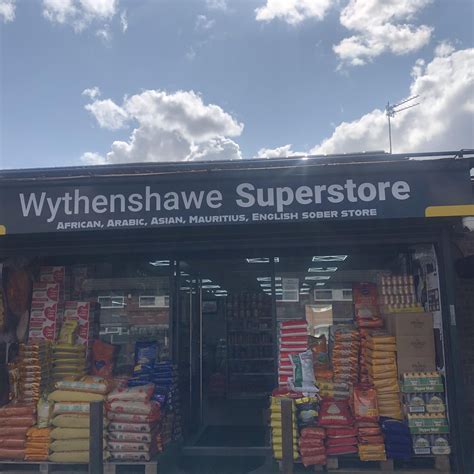 Wythenshawe Superstore
African, Arabic, Asian, Mauritius, English sober store